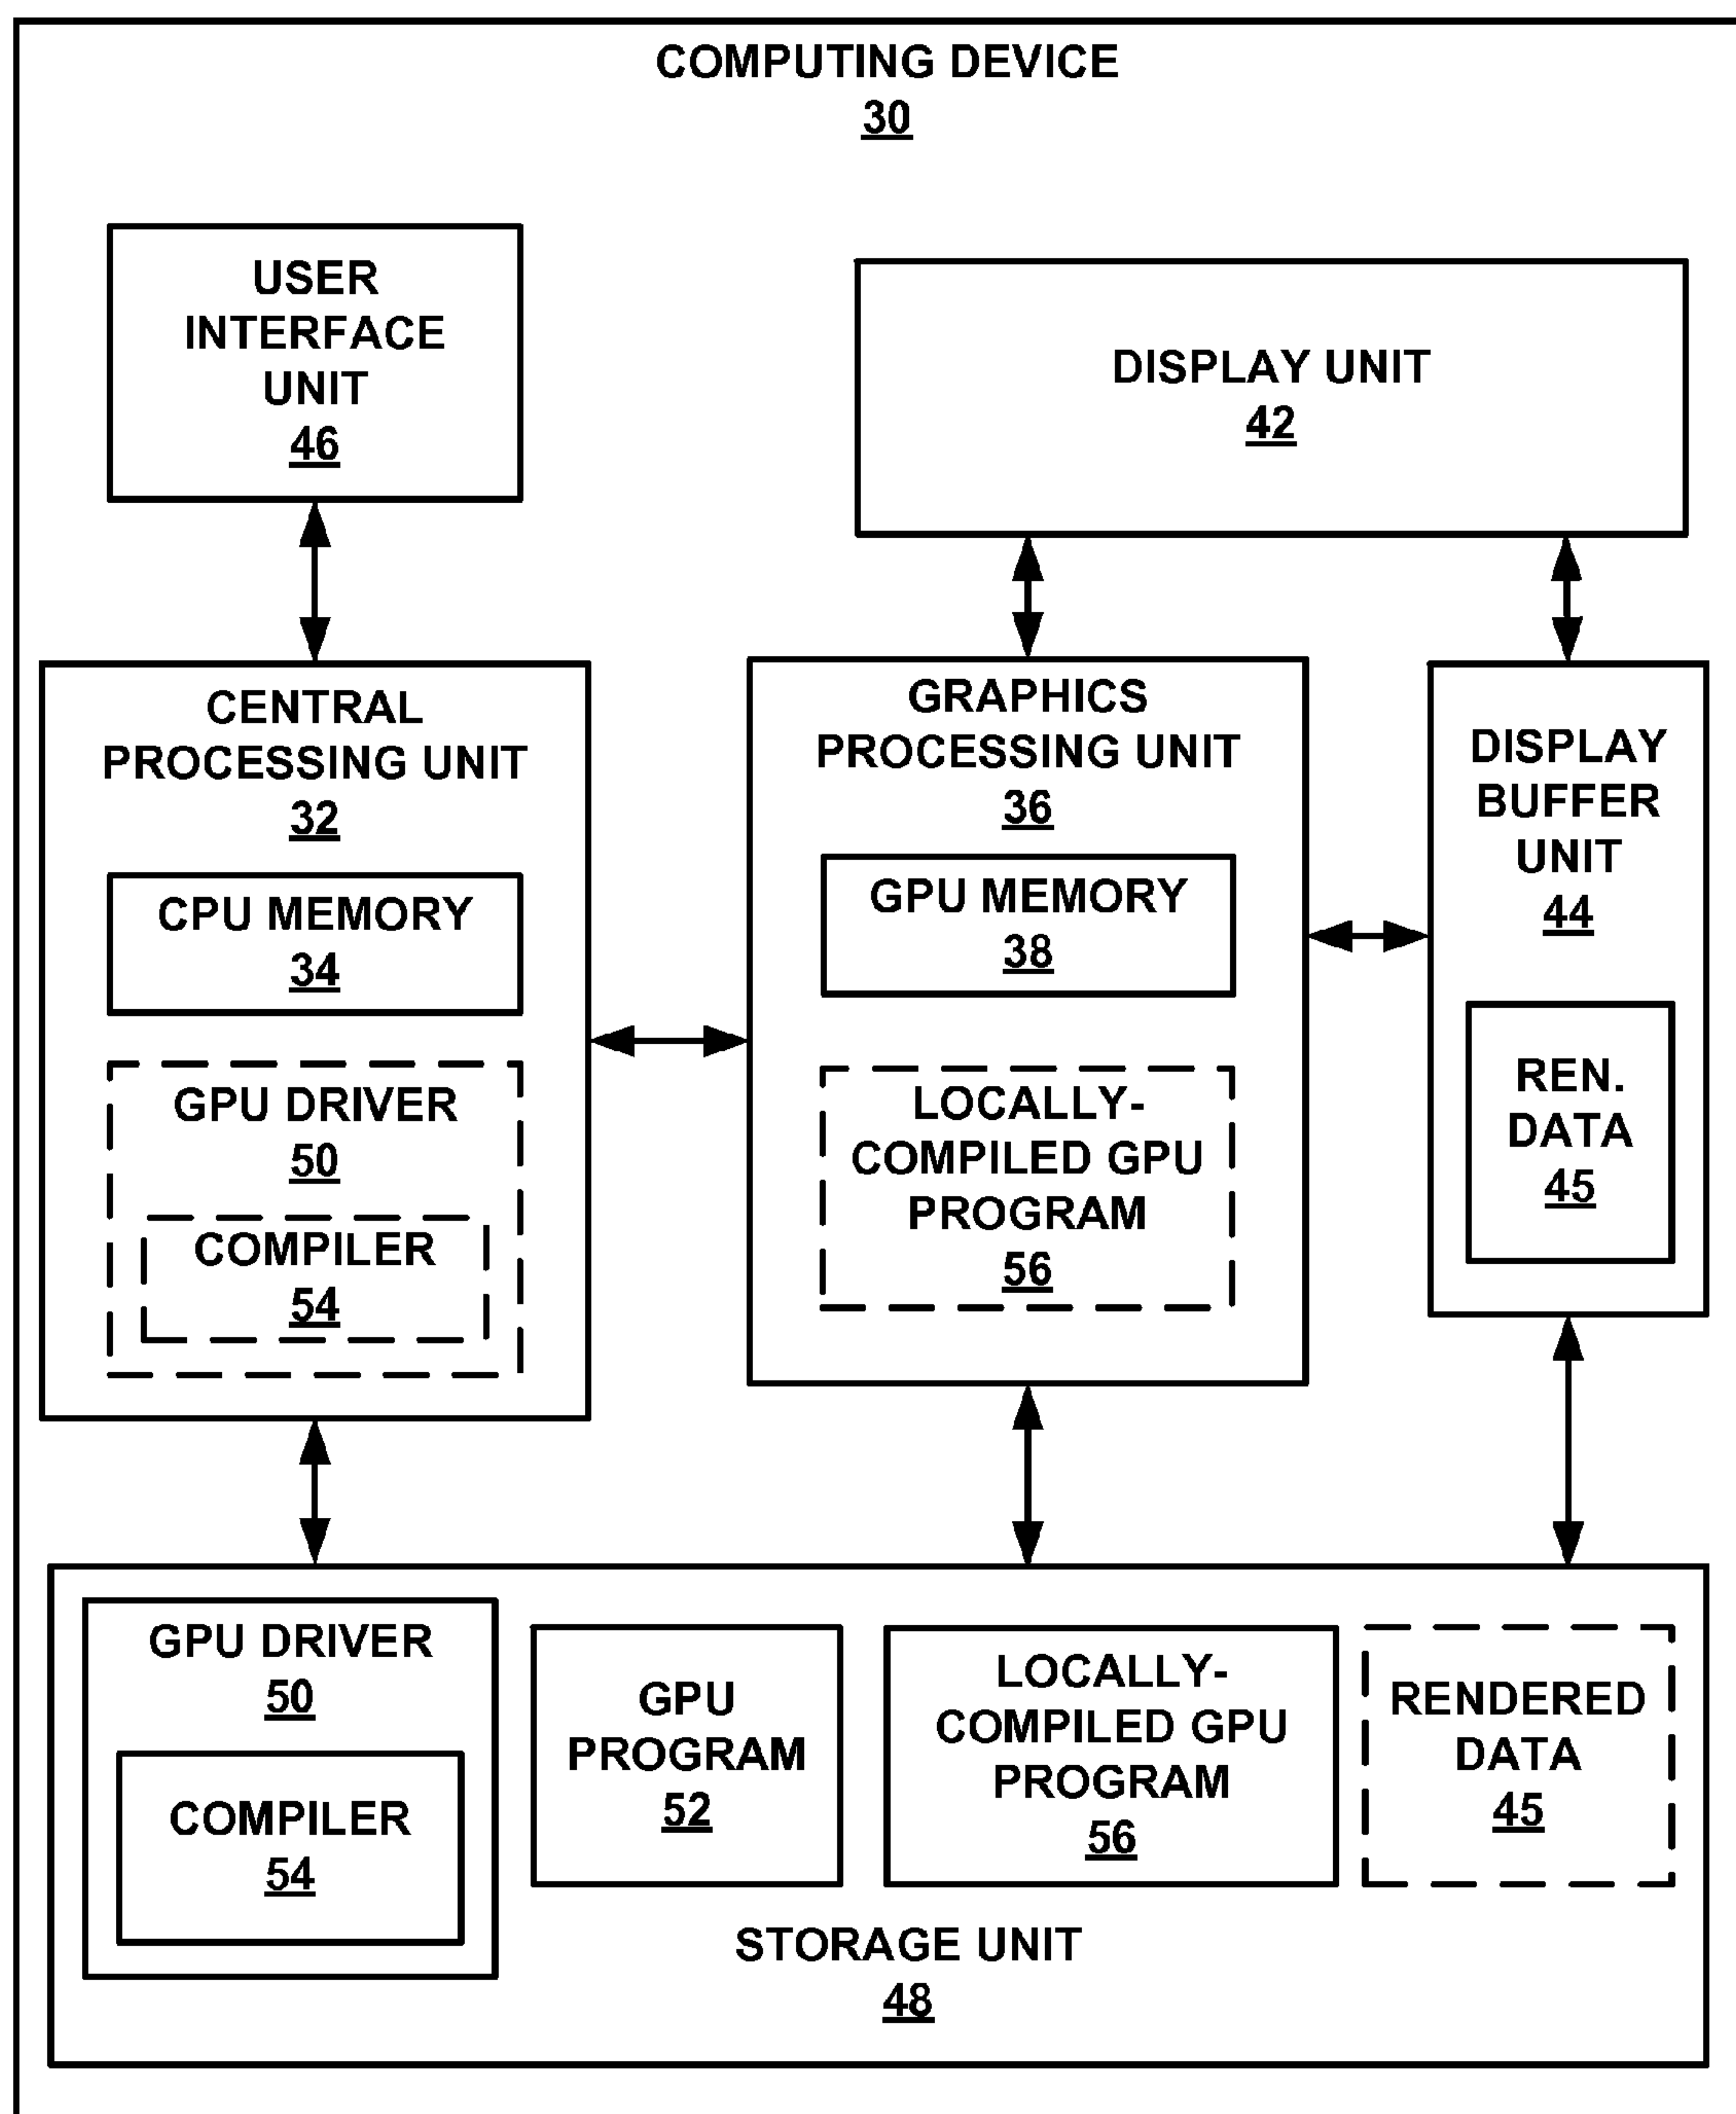 COMPUTING DEVICE
30
USER
INTERFACE
UNIT
46
DISPLAY UNIT
42
CENTRAL
PROCESSING UNIT
32
CPU MEMORY
34
GPU DRIVER
50
COMPILER
54
GRAPHICS
PROCESSING UNIT
36
GPU MEMORY
38
LOCALLY-
COMPILED GPU
PROGRAM
56
DISPLAY
BUFFER
UNIT
44
REN.
DATA
45
GPU DRIVER
50
COMPILER
54
GPU
PROGRAM
52
LOCALLY-
COMPILED GPU
PROGRAM
56
RENDERED
DATA
45
STORAGE UNIT
48